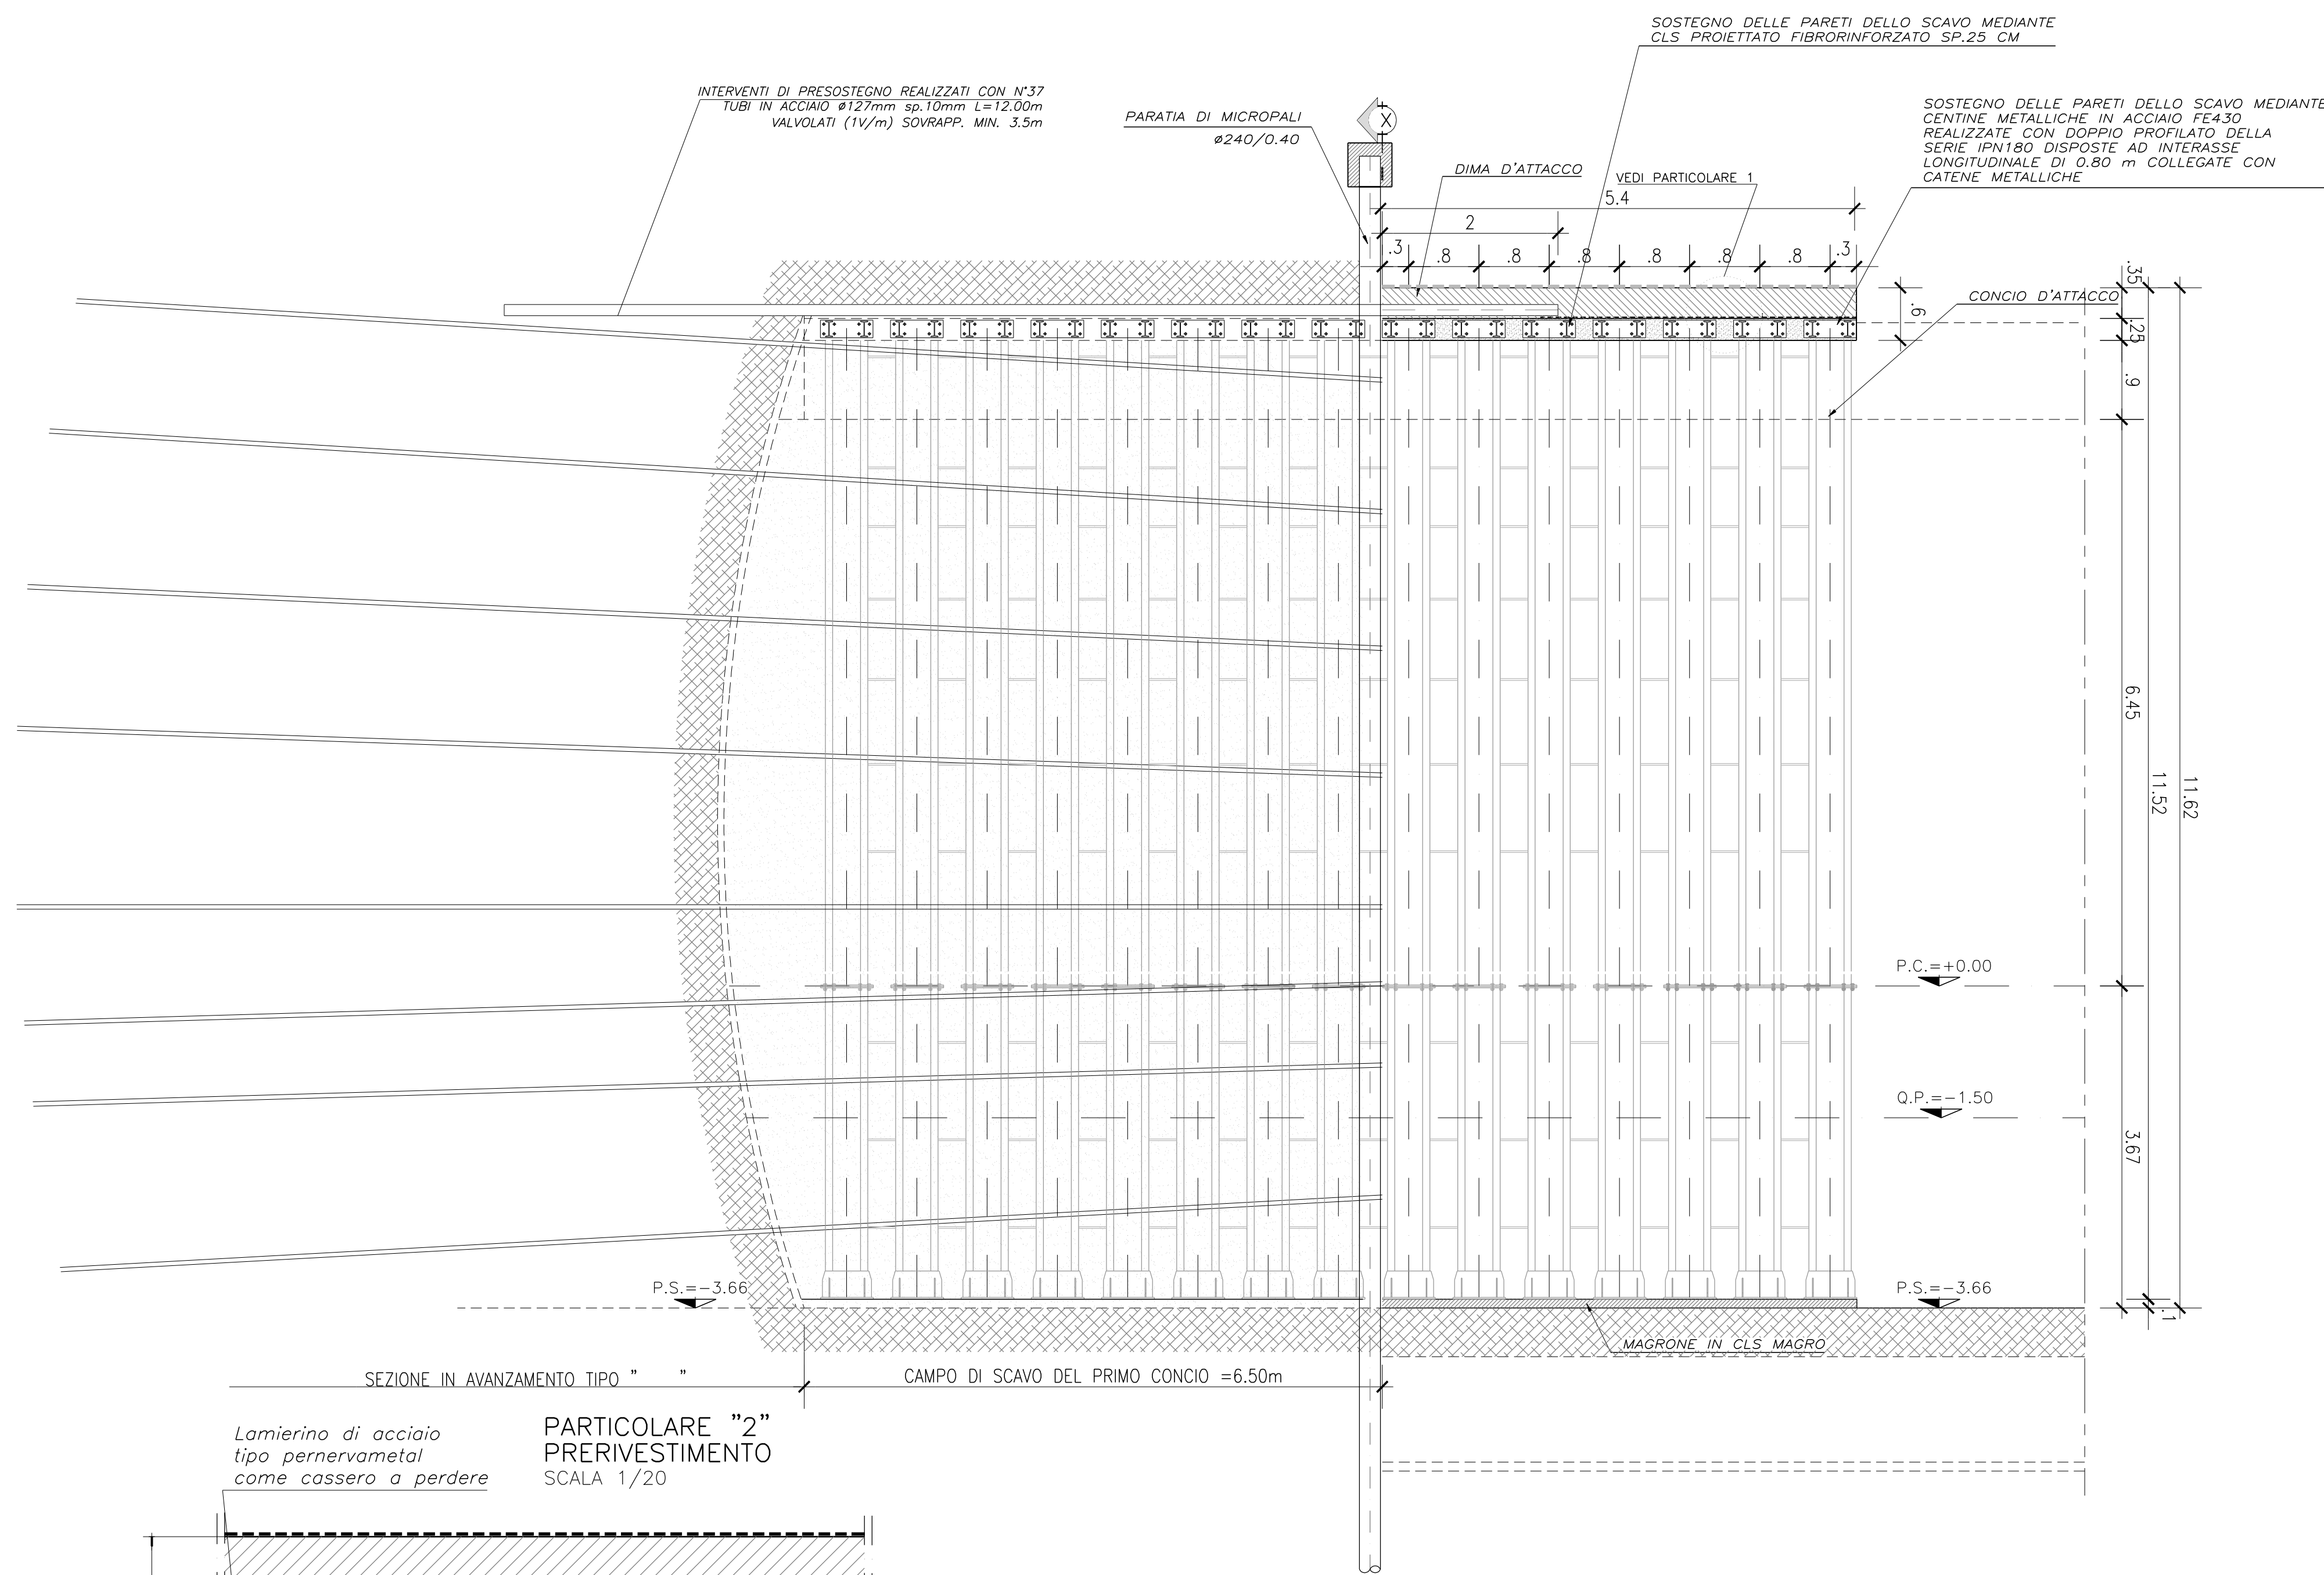 SOSTEGNO DELLE PARETI DELLO SCAVO MEDIANTE
CLS PROIETTATO FIBRORINFORZATO SP.25 CM
INTERVENTI DI PRESOSTEGNO REALIZZATI CON N°37
TUBI IN ACCIAIO ø127mm sp.10mm L=12.00m
VALVOLATI (1V/m) SOVRAPP. MIN. 3.5m
PARATIA DI MICROPALI
ø240/0.40
X
SOSTEGNO DELLE PARETI DELLO SCAVO MEDIANTE
CENTINE METALLICHE IN ACCIAIO FE430
REALIZZATE CON DOPPIO PROFILATO DELLA
SERIE IPN180 DISPOSTE AD INTERASSE
LONGITUDINALE DI 0.80 m COLLEGATE CON
CATENE METALLICHE
DIMA D'ATTACCO
VEDI PARTICOLARE 1
5.4
2
.3
.8
.8
.8
.8
.8
.8
.3
.35
.6
CONCIO D'ATTACCO
.25
.9
6.45
11.52
11.62
P.C.=+0.00
Q.P.=-1.50
3.67
P.S.=-3.66
P.S.=-3.66
.1
MAGRONE IN CLS MAGRO
SEZIONE IN AVANZAMENTO TIPO " "
CAMPO DI SCAVO DEL PRIMO CONCIO =6.50m
Lamierino di acciaio
tipo pernervametal
come cassero a perdere
PARTICOLARE "2"
PRERIVESTIMENTO
SCALA 1/20